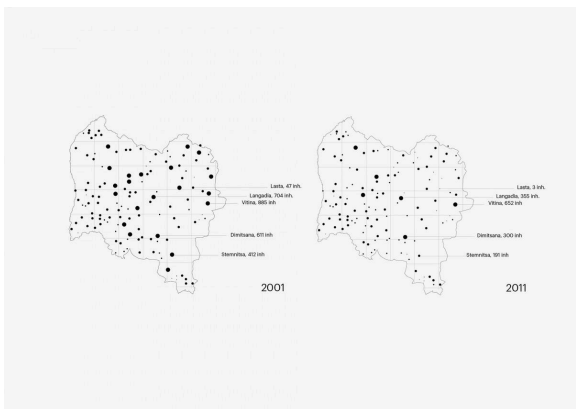 Lasta, 47 inh.
Langadia, 704 inh.
Vitina, 885 inh
Dimitsana, 611 inh
Stemnitsa, 412 inh
2001
Lasta, 3 inh.
Langadia, 355 inh.
Vitina, 652 inh
Dimitsana, 300 inh
Stemnitsa, 191 inh
2011